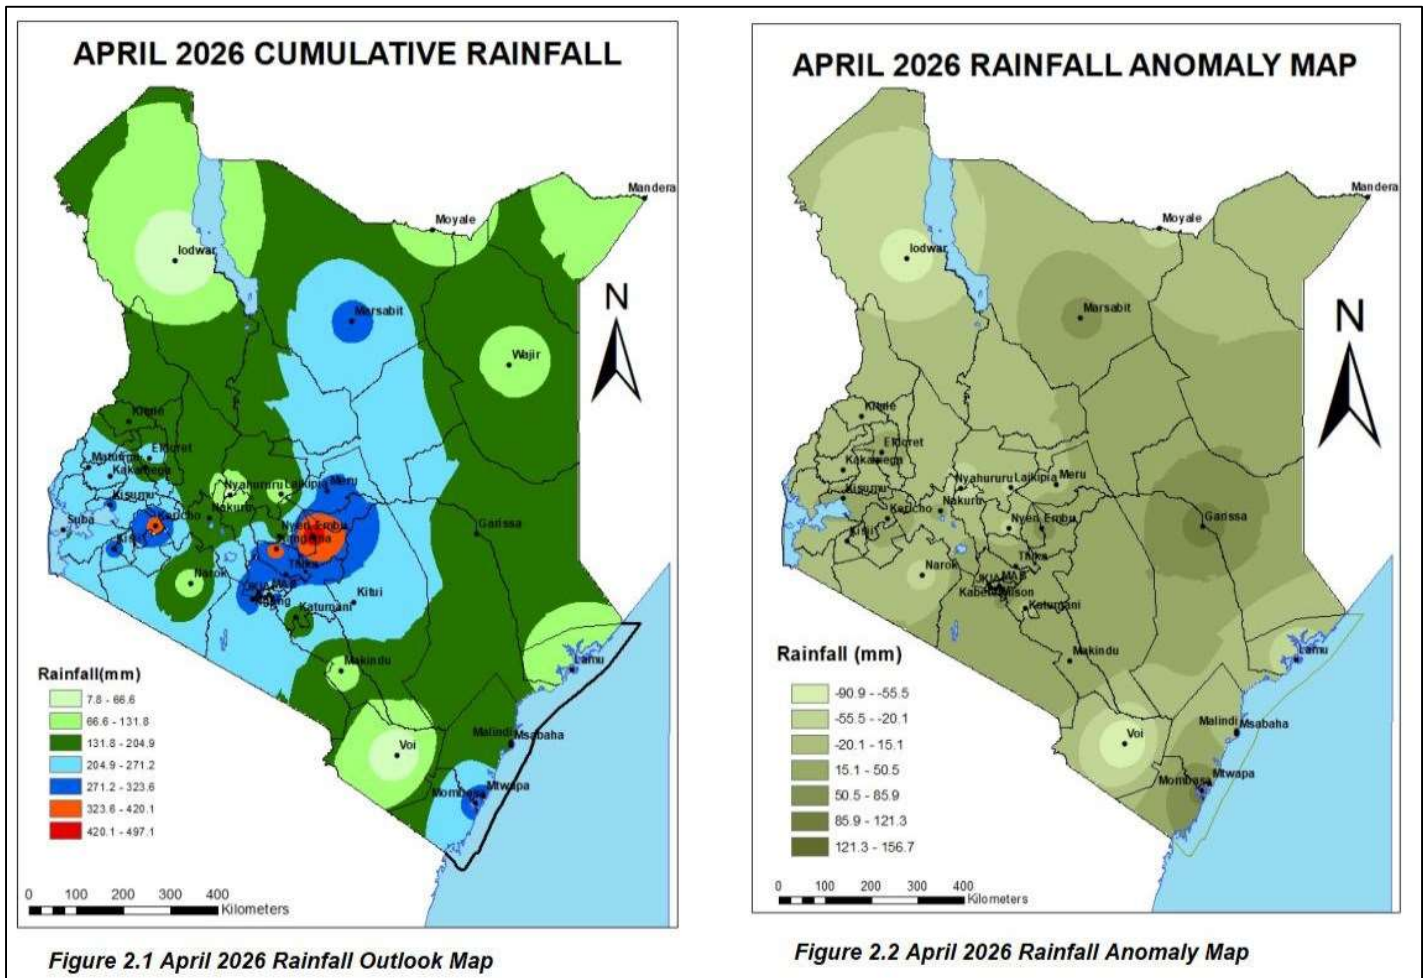 APRIL 2026 CUMULATIVE RAINFALL
Mandera
Moyale
lodwar
N
Marsabit
Wajir
Kitale
Eldoret
Kakamega
Nyahururu
Laikipia
Meru
Kisumu
Kericho
Nakuru
Suba
Nyeri
Embu
Garissa
Kisii
Thika
Narok
Kitui
Katumani
Makindu
Lamu
Rainfall(mm)
7.8 - 66.6
66.6 - 131.8
131.8 - 204.9
204.9 - 271.2
271.2 - 323.6
323.6 - 420.1
420.1 - 497.1
Voi
Malindi
Msabaha
Mombasa
Mtwapa
0 100 200 300 400
Kilometers
Figure 2.1 April 2026 Rainfall Outlook Map
APRIL 2026 RAINFALL ANOMALY MAP
Mandera
Moyale
lodwar
N
Marsabit
Kitale
Eldoret
Kakamega
Nyahururu
Laikipia
Meru
Kisumu
Kericho
Nakuru
Nyeri
Embu
Garissa
Kisii
Thika
Narok
JKIA
MAB
Katumani
Makindu
Lamu
Rainfall (mm)
-90.9 - -55.5
-55.5 - -20.1
-20.1 - 15.1
15.1 - 50.5
50.5 - 85.9
85.9 - 121.3
121.3 - 156.7
Voi
Malindi
Msabaha
Mombasa
Mtwapa
0 100 200 300 400
Kilometers
Figure 2.2 April 2026 Rainfall Anomaly Map